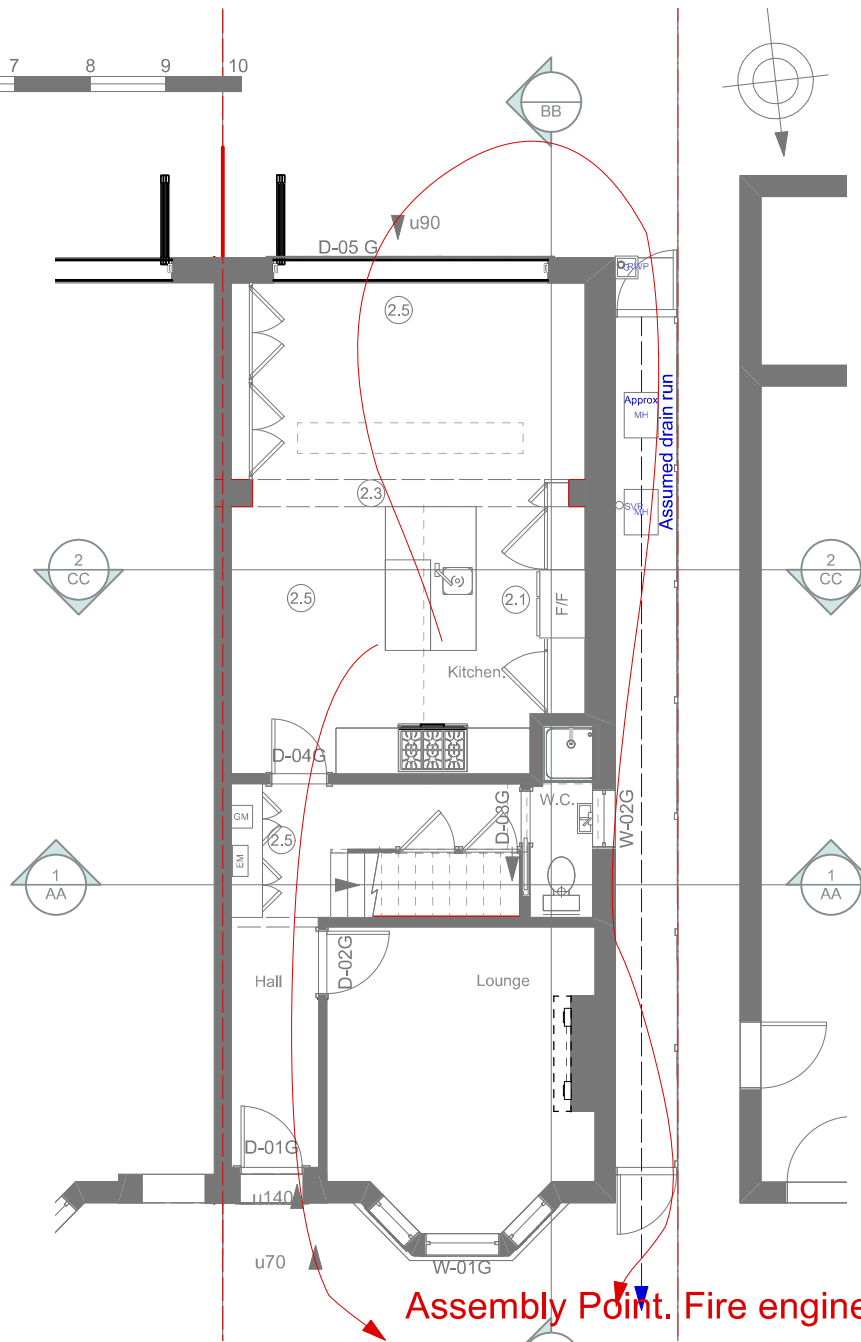 7 8 9 10
BB
u90
D-05 G
RWP
2.5
Approx
MH
Assumed drain run
2.3
SVP
MH
2
CC
2
CC
2.5
2.1
F/F
Kitchen.
D-04G
D-08G
W.C.
W-02G
GM
2.5
EM
1
AA
1
AA
D-02G
Hall
Lounge
D-01G
u140
u70
W-01G
Assembly Point. Fire engine